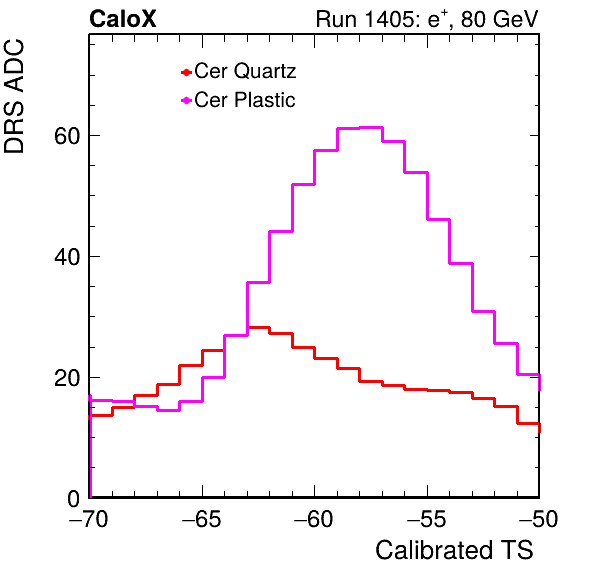 CaloX Run 1405: e+, 80 GeV
DRS ADC
Cer Quartz
Cer Plastic
60
40
20
0
−70 −65 −60 −55 −50
Calibrated TS